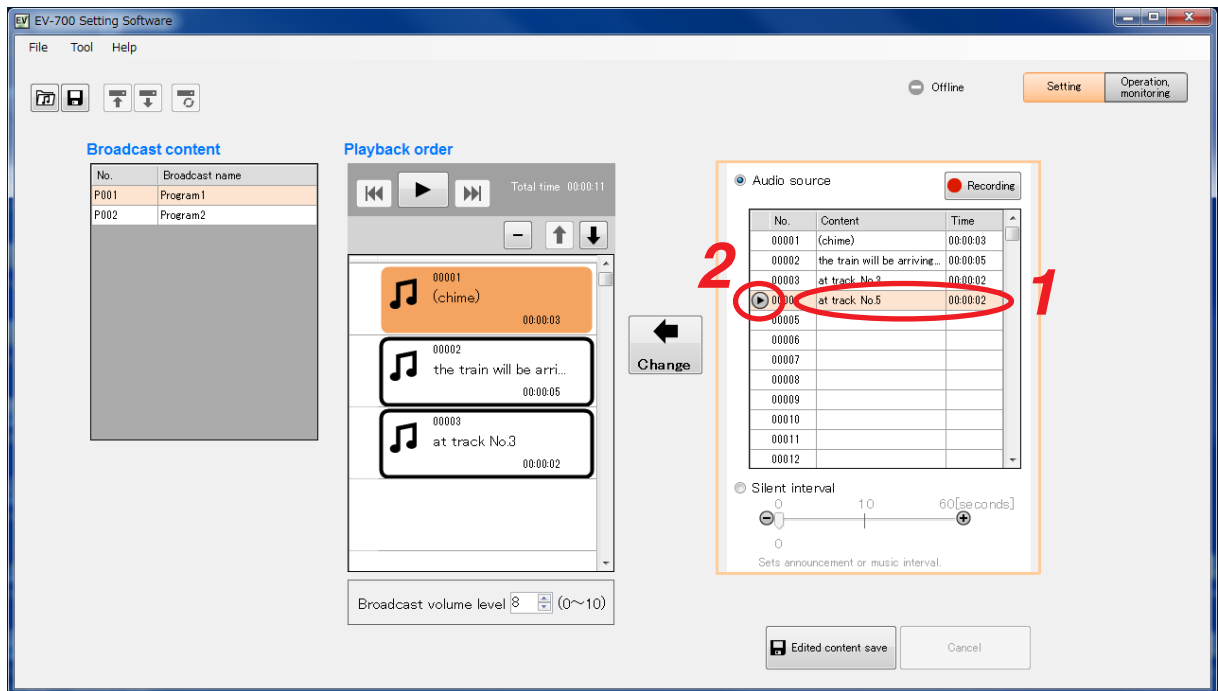 EV EV-700 Setting Software
File Tool Help
Offline
Setting
Operation,
monitoring
Broadcast content
No. Broadcast name
P001 Program1
P002 Program2
Playback order
Total time 00:00:11
00001
(chime)
00:00:03
00002
the train will be arri...
00:00:05
00003
at track No.3
00:00:02
Broadcast volume level 8 (0～10)
Change
Audio source
Recording
No. Content Time
00001 (chime) 00:00:03
00002 the train will be arriving... 00:00:05
00003 at track No.3 00:00:02
at track No.5 00:00:02
00005
00006
00007
00008
00009
00010
00011
00012
2
1
Silent interval
0 10 60[seconds]
0
Sets announcement or music interval.
Edited content save
Cancel